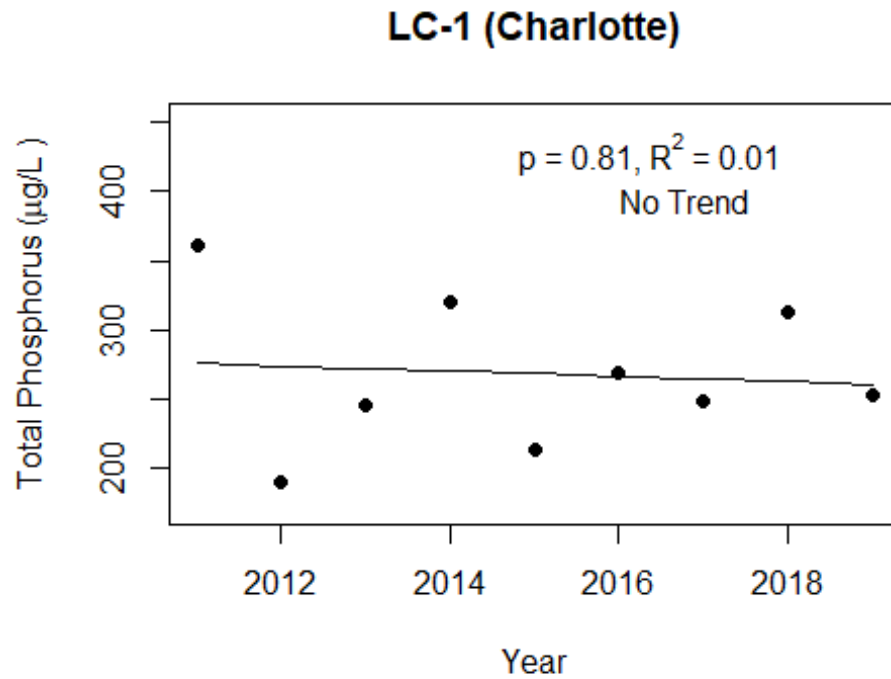 LC-1 (Charlotte)
p = 0.81, R² = 0.01
No Trend
Total Phosphorus (µg/L )
400
300
200
2012 2014 2016 2018
Year